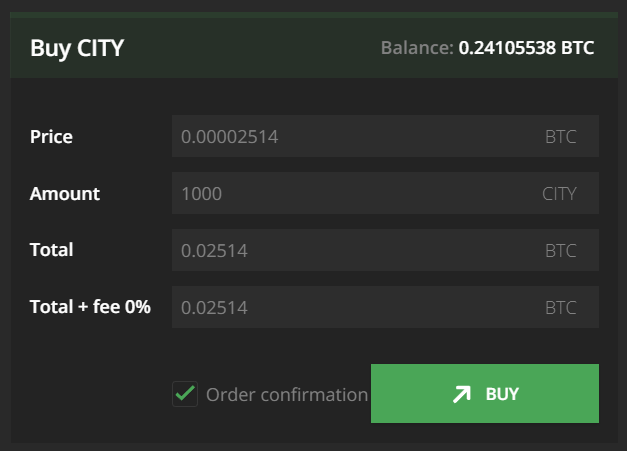 Buy CITY Balance: 0.24105538 BTC
Price 0.00002514 BTC
Amount 1000 CITY
Total 0.02514 BTC
Total + fee 0% 0.02514 BTC
Order confirmation BUY